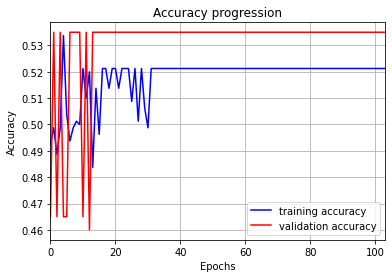 Accuracy progression
0.53
0.52
0.51
0.50
0.49
0.48
0.47
0.46
Accuracy
0 20 40 60 80 100
Epochs
training accuracy
validation accuracy